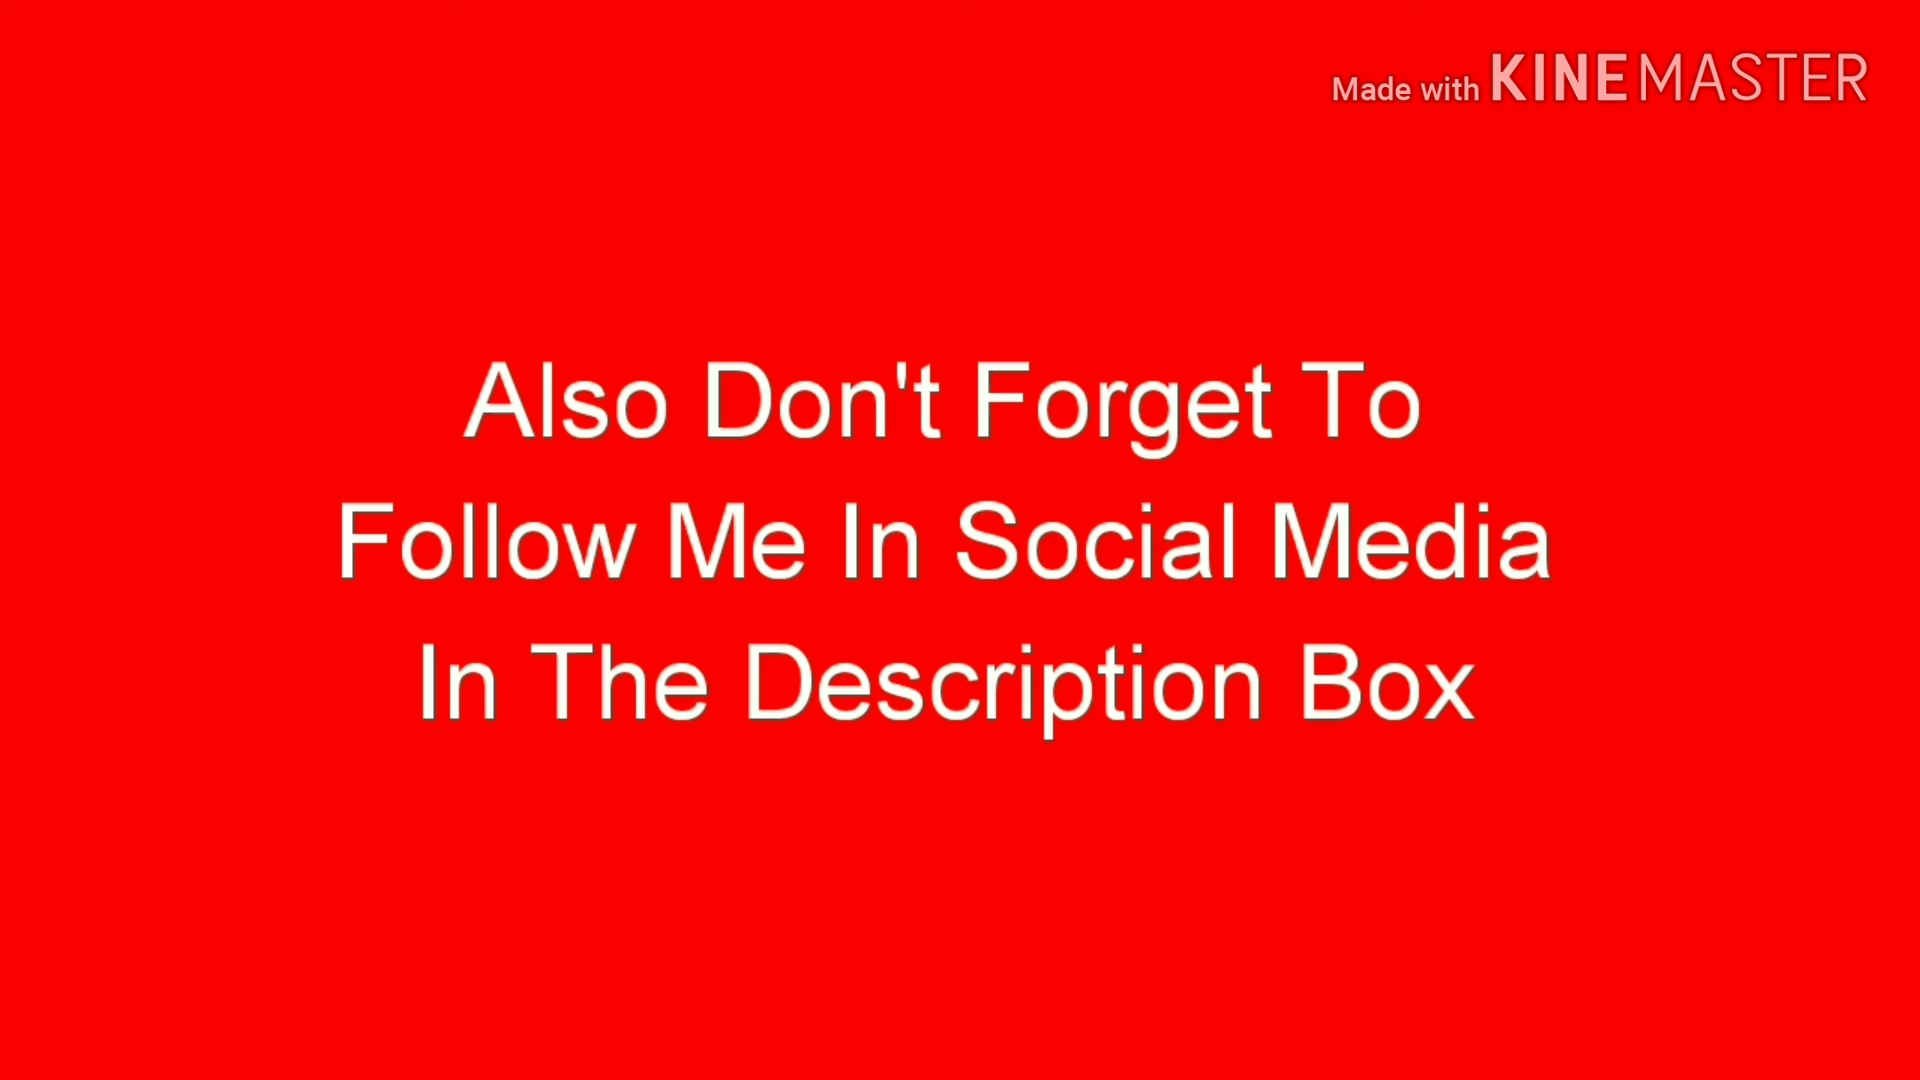 Made with KINEMASTER
Also Don't Forget To
Follow Me In Social Media
In The Description Box